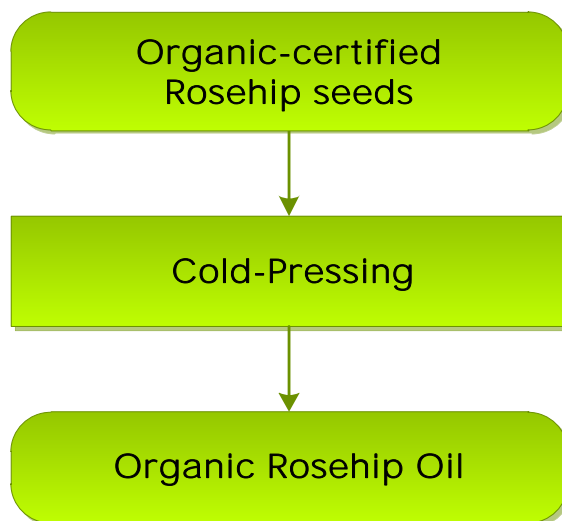 Organic-certified
Rosehip seeds
Cold-Pressing
Organic Rosehip Oil